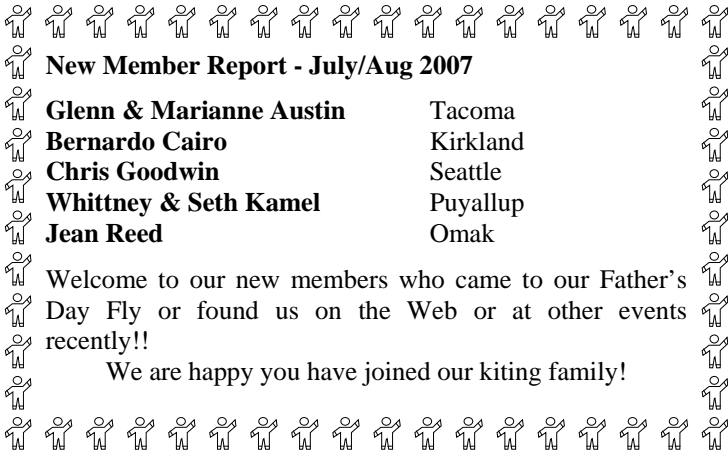 New Member Report - July/Aug 2007
Glenn & Marianne Austin Tacoma
Bernardo Cairo Kirkland
Chris Goodwin Seattle
Whittney & Seth Kamel Puyallup
Jean Reed Omak
Welcome to our new members who came to our Father's
Day Fly or found us on the Web or at other events
recently!!
We are happy you have joined our kiting family!